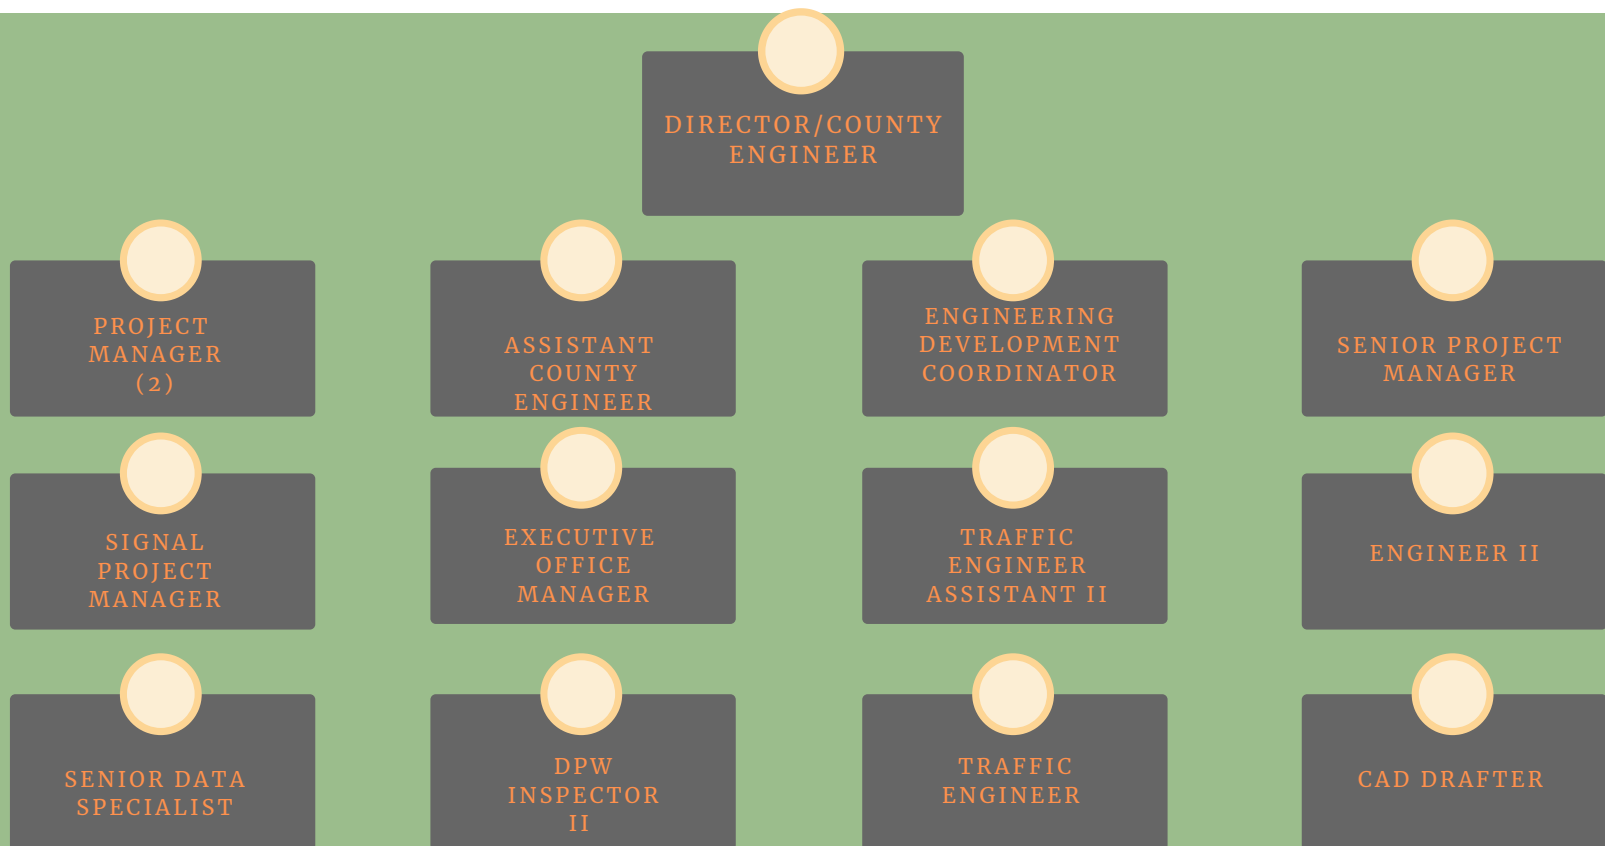 DIRECTOR/COUNTY
ENGINEER
PROJECT
MANAGER
(2)
ASSISTANT
COUNTY
ENGINEER
ENGINEERING
DEVELOPMENT
COORDINATOR
SENIOR PROJECT
MANAGER
SIGNAL
PROJECT
MANAGER
EXECUTIVE
OFFICE
MANAGER
TRAFFIC
ENGINEER
ASSISTANT II
ENGINEER II
SENIOR DATA
SPECIALIST
DPW
INSPECTOR
II
TRAFFIC
ENGINEER
CAD DRAFTER